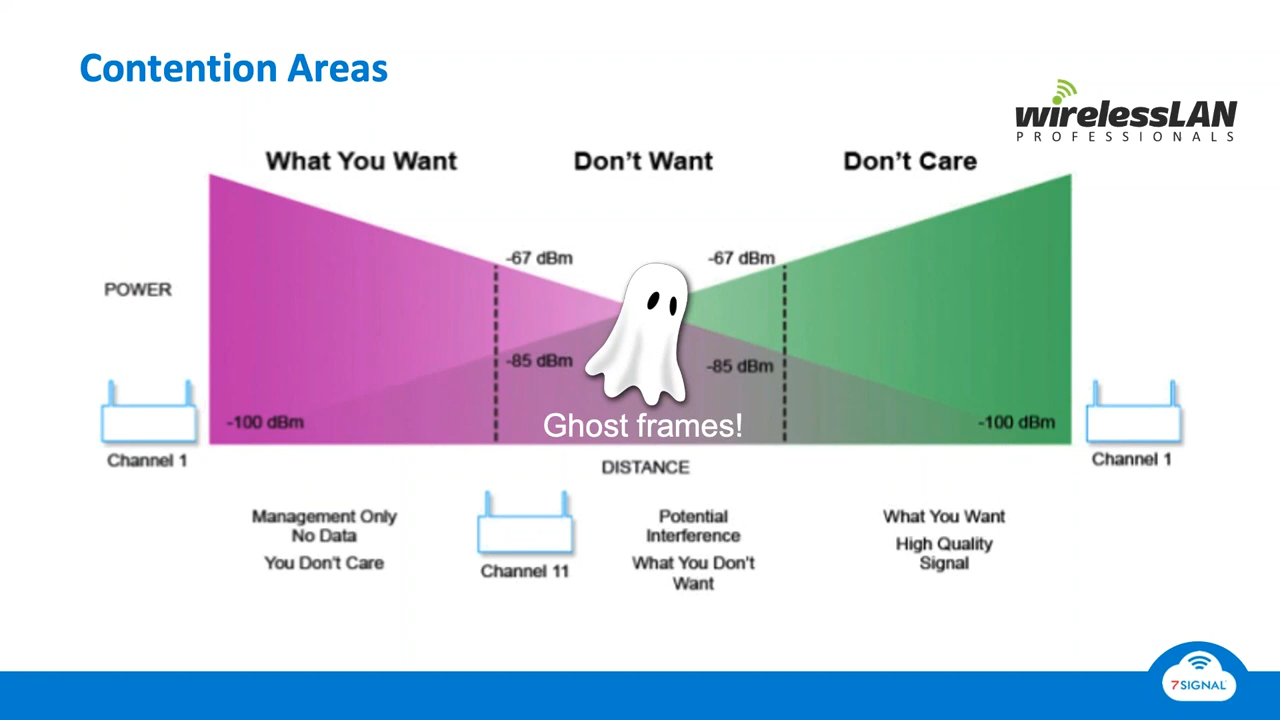 Contention Areas
wirelessLAN
PROFESSIONALS
What You Want
Don't Want
Don't Care
-67 dBm
-67 dBm
POWER
-85 dBm
-85 dBm
-100 dBm
Ghost frames!
-100 dBm
Channel 1
DISTANCE
Channel 1
Management Only
No Data
You Don't Care
Channel 11
Potential
Interference
What You Don't
Want
What You Want
High Quality
Signal
7SIGNAL